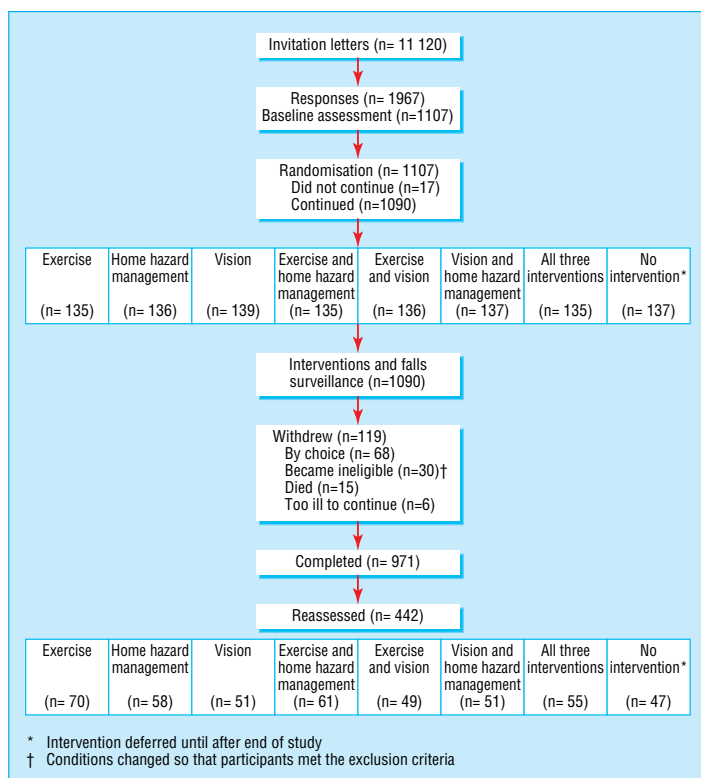 Invitation letters (n= 11 120)
Responses (n= 1967)
Baseline assessment (n=1107)
Randomisation (n= 1107)
Did not continue (n=17)
Continued (n=1090)
Exercise
(n= 135)
Home hazard
management
(n= 136)
Vision
(n= 139)
Exercise and
home hazard
management
(n= 135)
Exercise
and vision
(n= 136)
Vision and
home hazard
management
(n= 137)
All three
interventions
(n= 135)
No
intervention*
(n= 137)
Interventions and falls
surveillance (n=1090)
Withdrew (n=119)
By choice (n= 68)
Became ineligible (n=30)†
Died (n=15)
Too ill to continue (n=6)
Completed (n= 971)
Reassessed (n= 442)
Exercise
(n= 70)
Home hazard
management
(n= 58)
Vision
(n= 51)
Exercise and
home hazard
management
(n= 61)
Exercise
and vision
(n= 49)
Vision and
home hazard
management
(n= 51)
All three
interventions
(n= 55)
No
intervention*
(n= 47)
* Intervention deferred until after end of study
† Conditions changed so that participants met the exclusion criteria